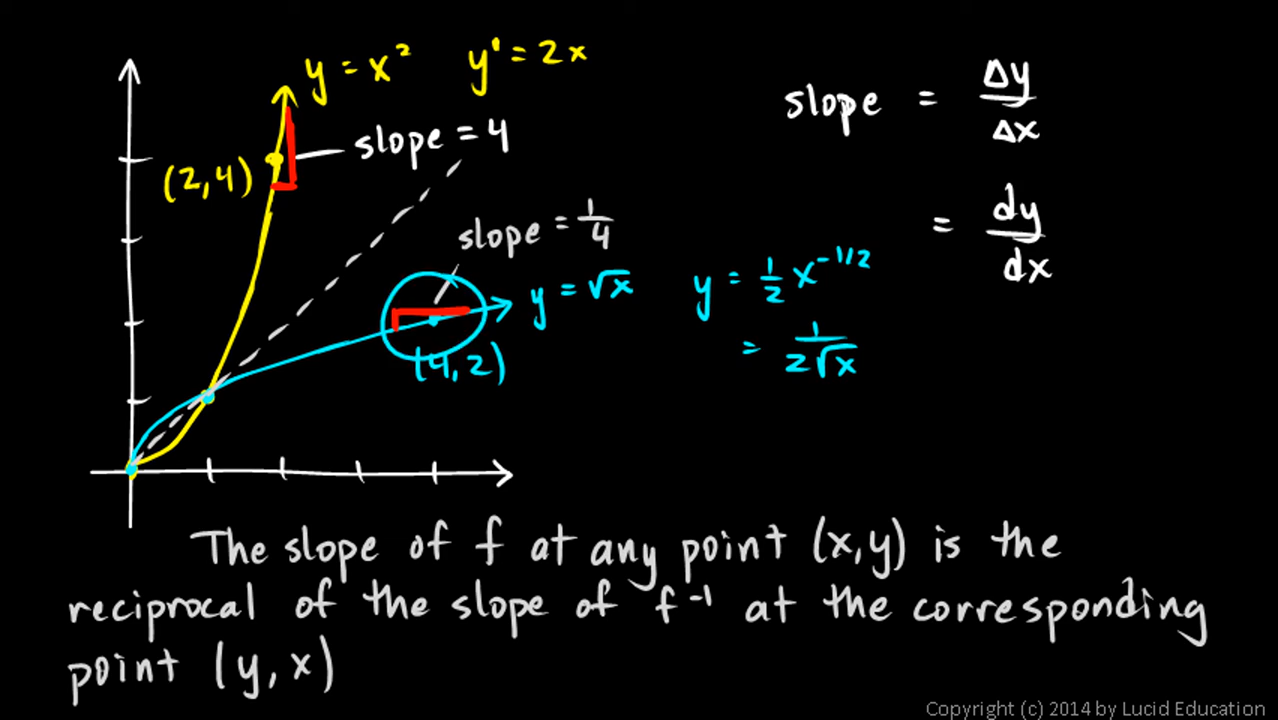 y = x² y' = 2x
slope = Δy/Δx
slope = 4
(2,4)
= dy/dx
slope = 1/4
y = √x y = 1/2 x^(-1/2)
= 1/(2√x)
(4,2)
The slope of f at any point (x,y) is the
reciprocal of the slope of f⁻¹ at the corresponding
point (y,x)
Copyright (c) 2014 by Lucid Education